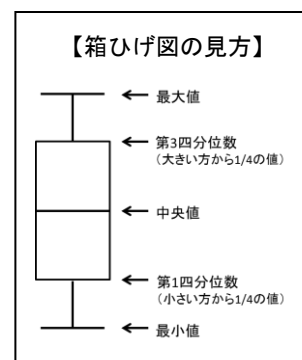 【箱ひげ図の見方】
最大値
第3四分位数
（大きい方から1/4の値）
中央値
第1四分位数
（小さい方から1/4の値）
最小値